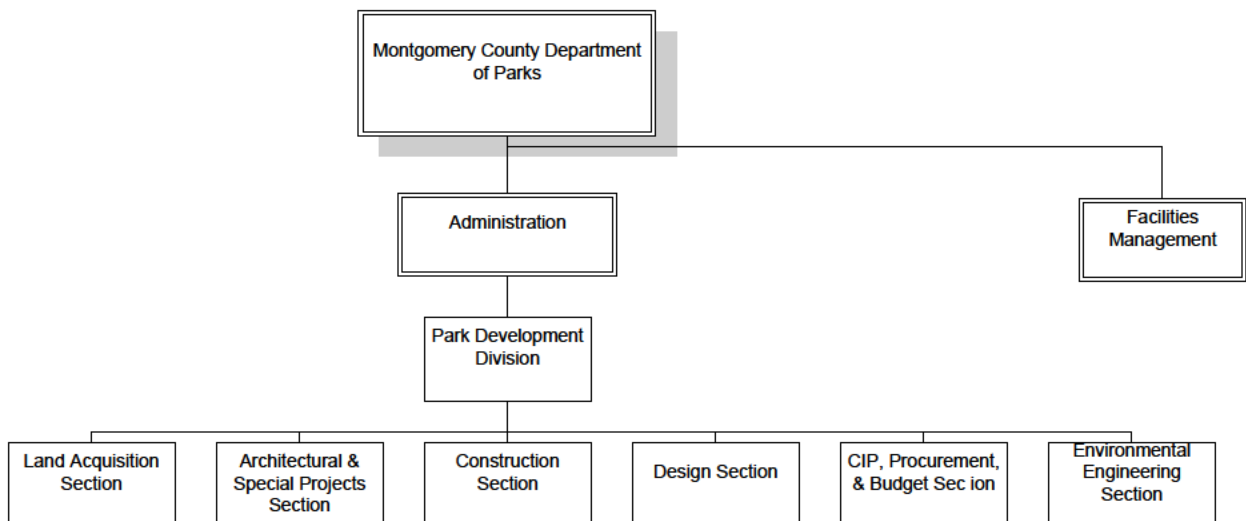 Montgomery County Department
of Parks
Administration
Facilities
Management
Park Development
Division
Land Acquisition
Section
Architectural &
Special Projects
Section
Construction
Section
Design Section
CIP, Procurement,
& Budget Sec ion
Environmental
Engineering
Section